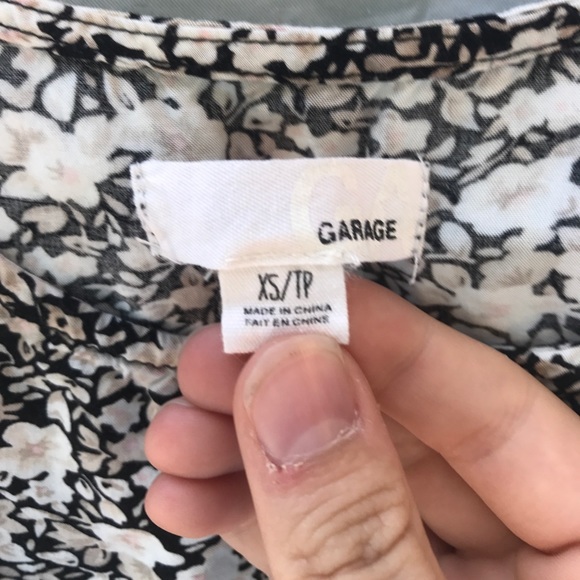 GARAGE
XS/TP
MADE IN CHINA
FAIT EN CHINE